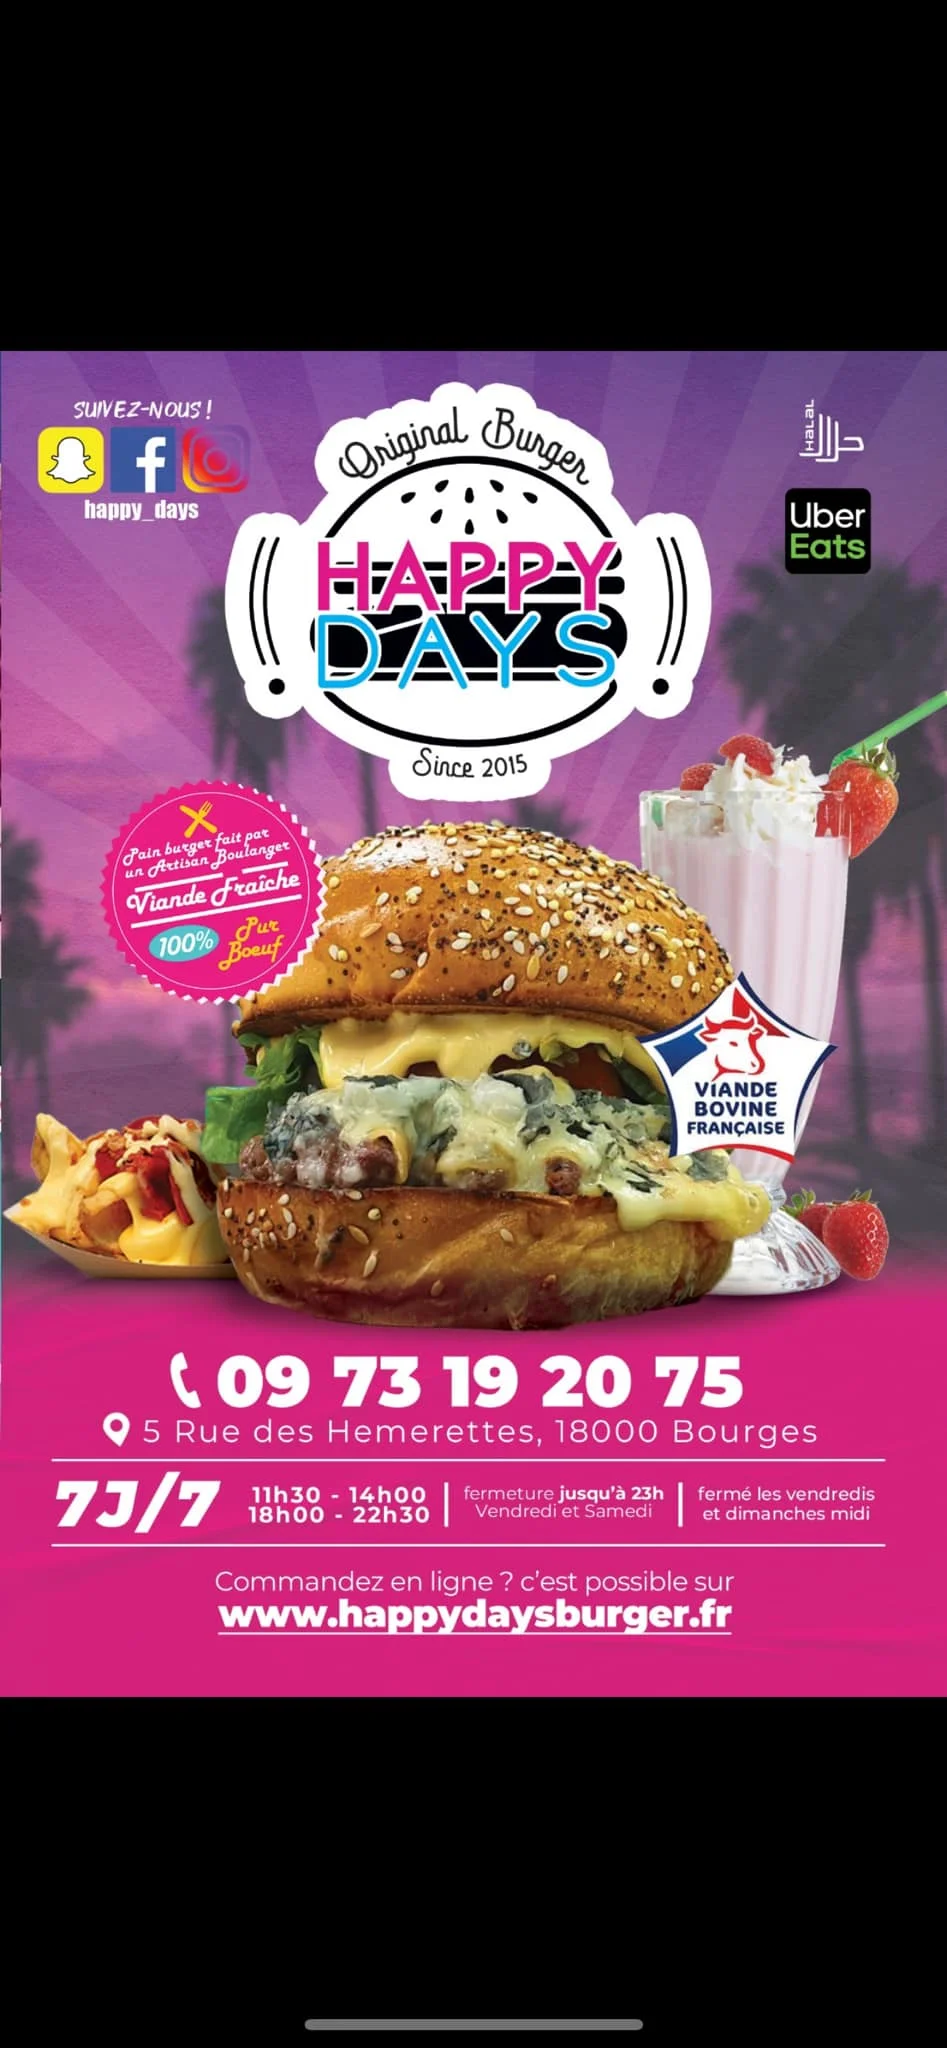 SUIVEZ-NOUS !
happy_days
Original Burger
HAPPY
DAYS
Since 2015
HALAL
حلال
Uber
Eats
Pain burger fait par
un Artisan Boulanger
Viande Fraîche
100%
Pur
Boeuf
VIANDE
BOVINE
FRANÇAISE
09 73 19 20 75
5 Rue des Hemerettes, 18000 Bourges
7J/7
11h30 - 14h00
18h00 - 22h30
fermeture jusqu'à 23h
Vendredi et Samedi
fermé les vendredis
et dimanches midi
Commandez en ligne ? c'est possible sur
www.happydaysburger.fr